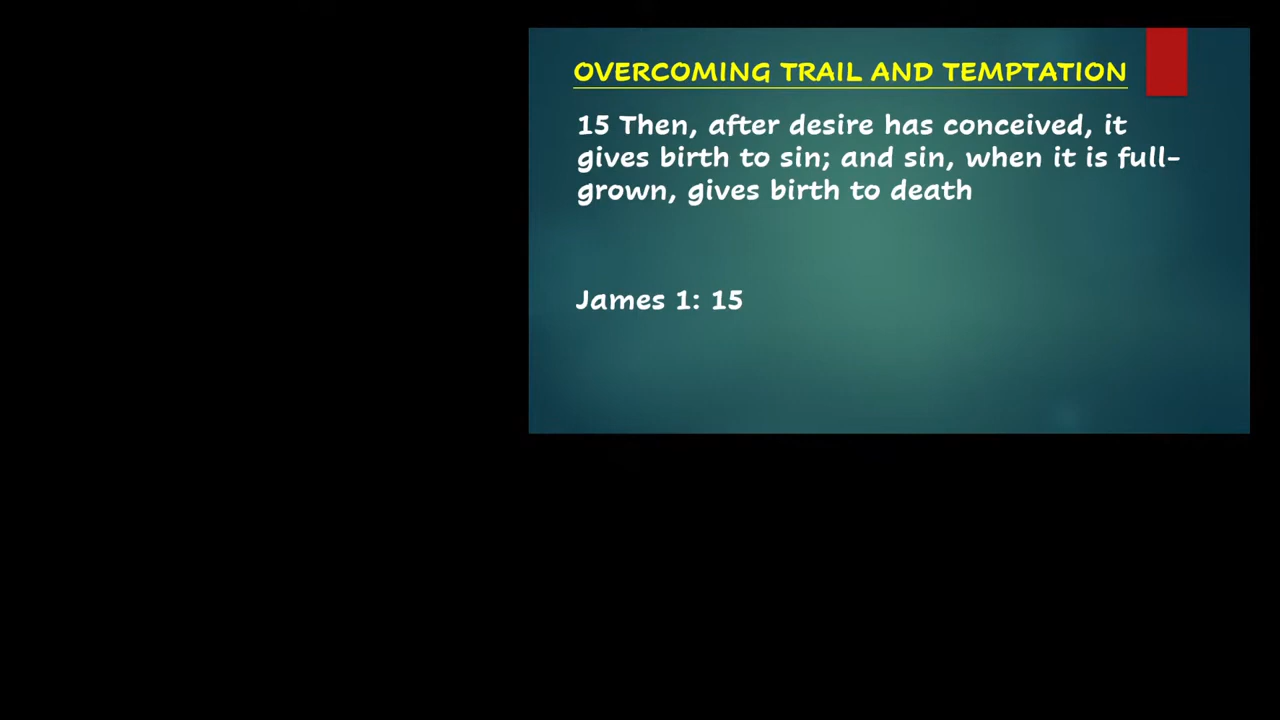 OVERCOMING TRAIL AND TEMPTATION
15 Then, after desire has conceived, it
gives birth to sin; and sin, when it is full-
grown, gives birth to death
James 1: 15